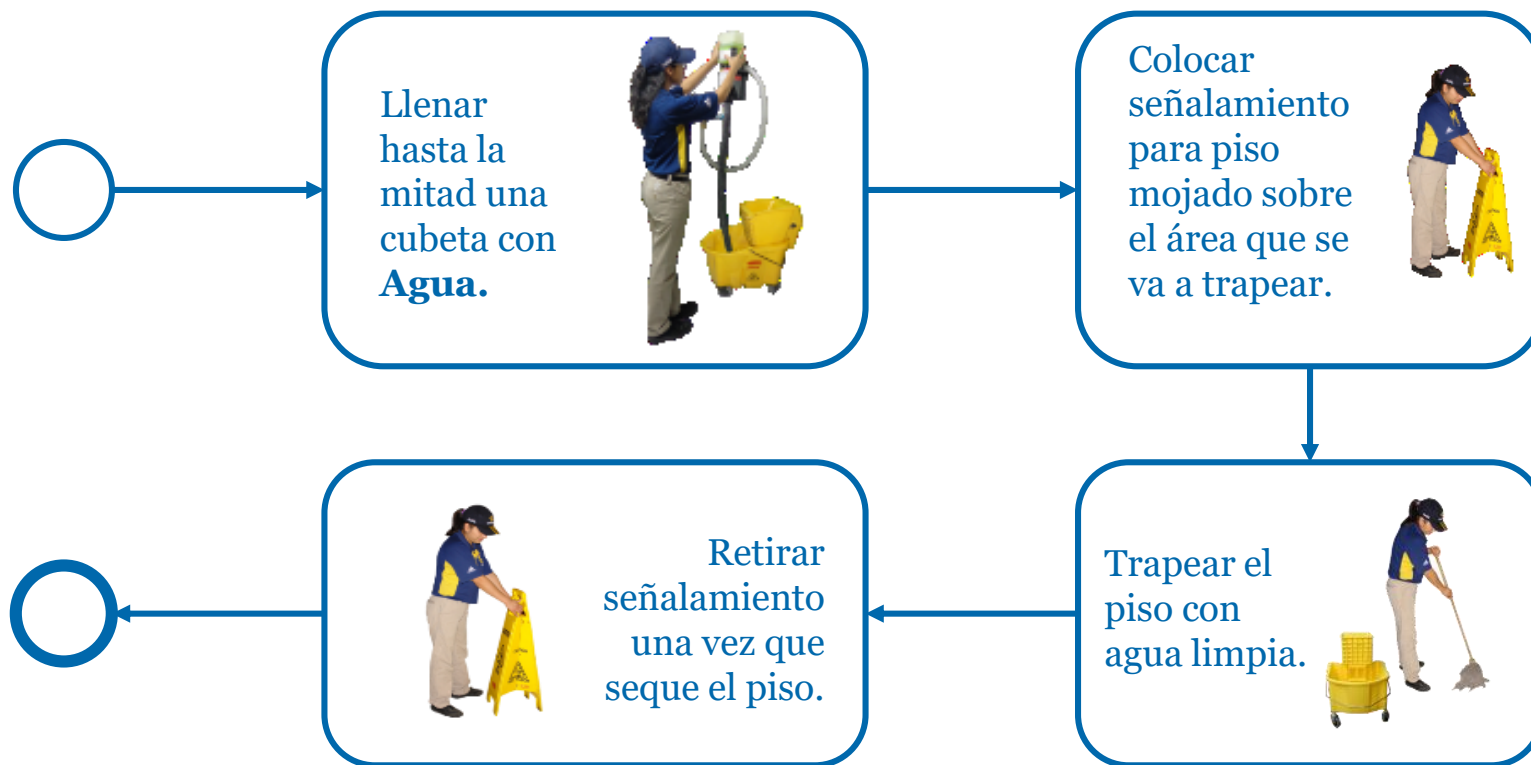 Llenar
hasta la
mitad una
cubeta con
Agua.
Colocar
señalamiento
para piso
mojado sobre
el área que se
va a trapear.
Trapear el
piso con
agua limpia.
Retirar
señalamiento
una vez que
seque el piso.